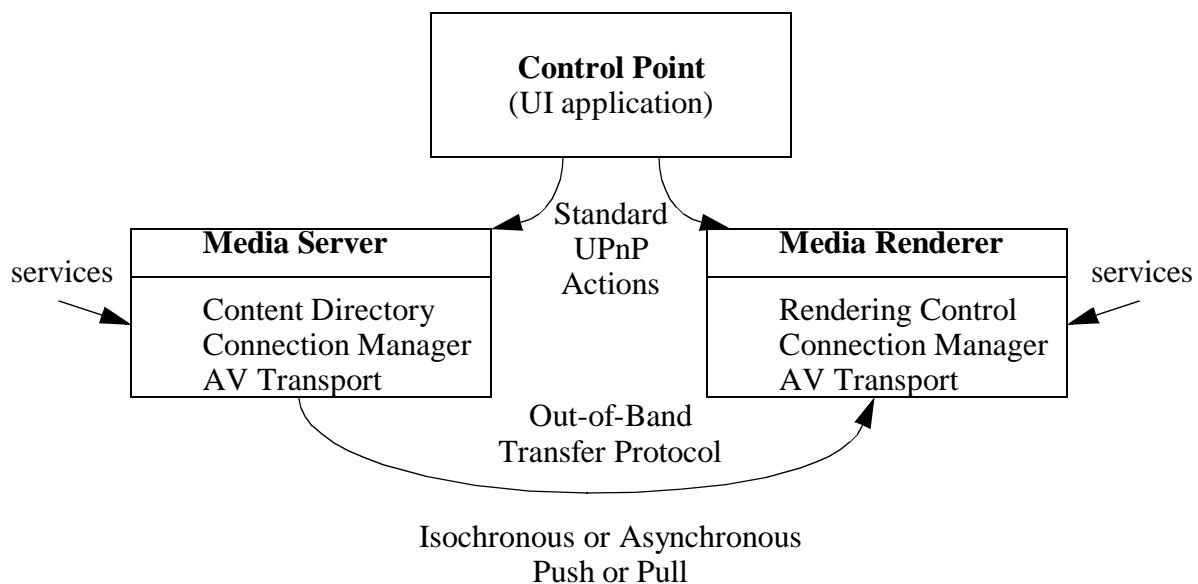 Control Point
(UI application)
Standard
UPnP
Actions
Media Server
services
Content Directory
Connection Manager
AV Transport
Media Renderer
services
Rendering Control
Connection Manager
AV Transport
Out-of-Band
Transfer Protocol
Isochronous or Asynchronous
Push or Pull